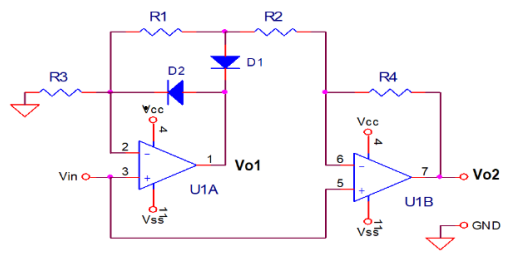 R1 R2
D1
R3 D2 R4
Vcc Vcc
4 4
2 1 Vo1 6 7 Vo2
Vin 3 5
U1A U1B
11 11 GND
Vss Vss